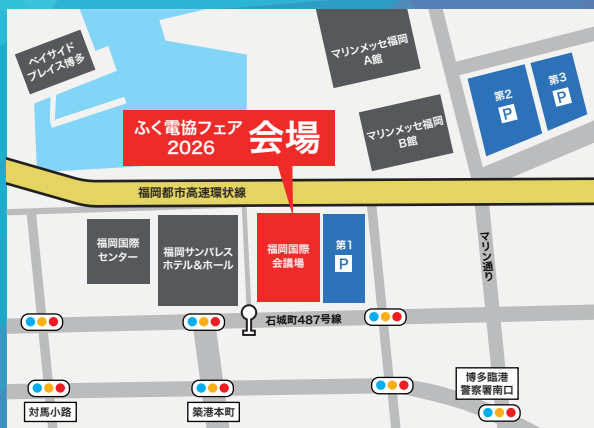 ベイサイド
プレイス博多
マリンメッセ福岡
A館
第2
P
第3
P
ふく電協フェア
2026
会場
マリンメッセ福岡
B館
福岡都市高速環状線
福岡国際
センター
福岡サンパレス
ホテル&ホール
福岡国際
会議場
第1
P
マリン通り
石城町487号線
対馬小路
築港本町
博多臨港
警察署南口